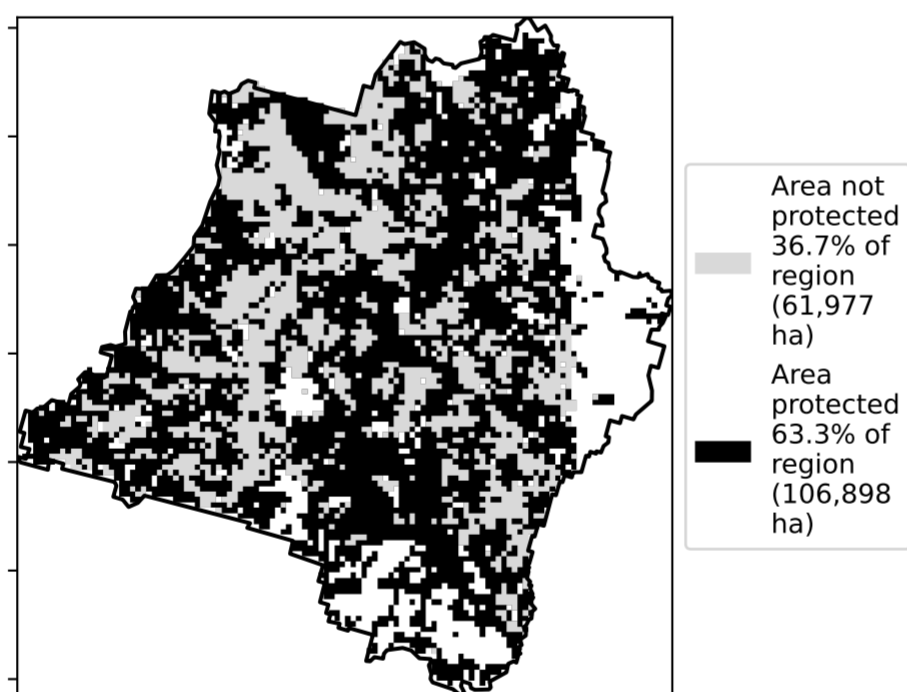 Area not
protected
36.7% of
region
(61,977
ha)
Area
protected
63.3% of
region
(106,898
ha)